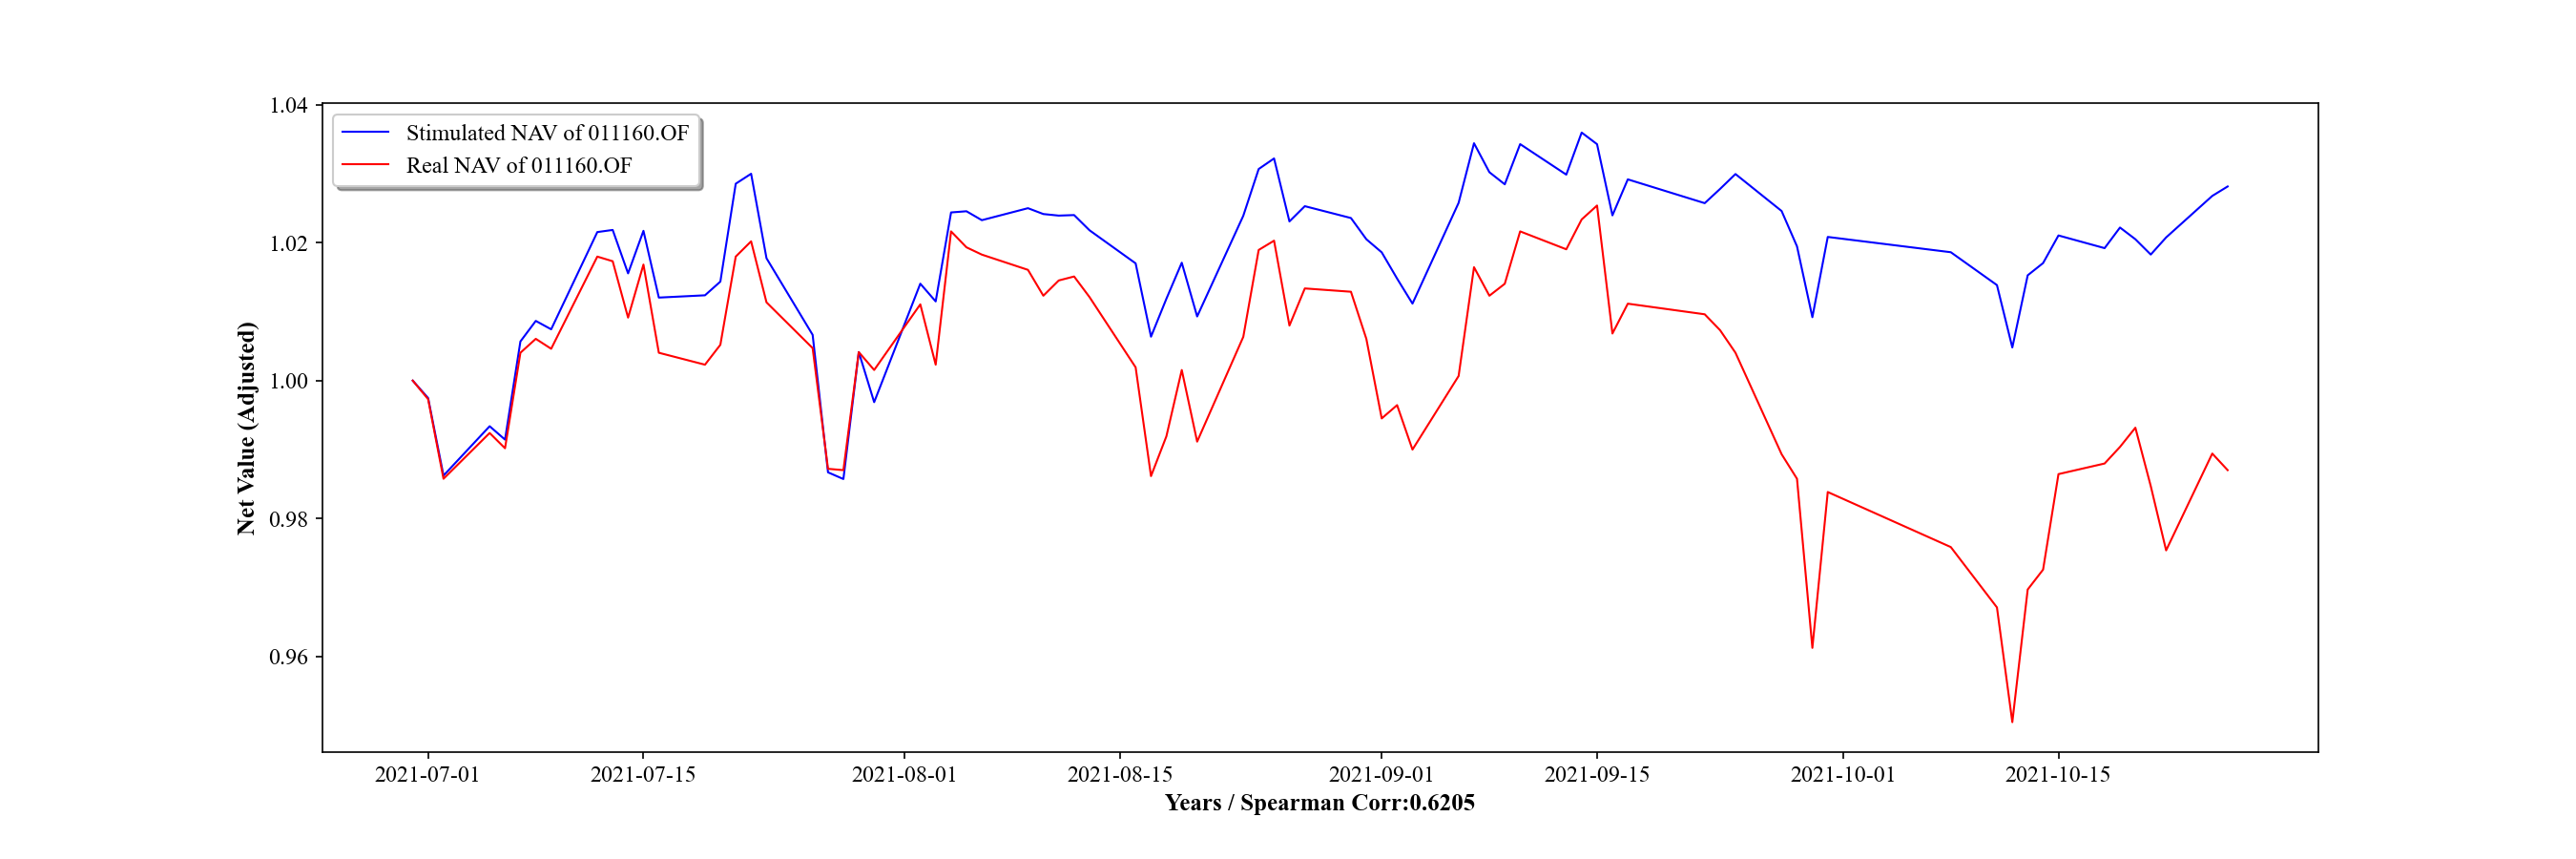 1.04
1.02
1.00
0.98
0.96
Net Value (Adjusted)
Stimulated NAV of 011160.OF
Real NAV of 011160.OF
2021-07-01 2021-07-15 2021-08-01 2021-08-15 2021-09-01 2021-09-15 2021-10-01 2021-10-15
Years / Spearman Corr:0.6205